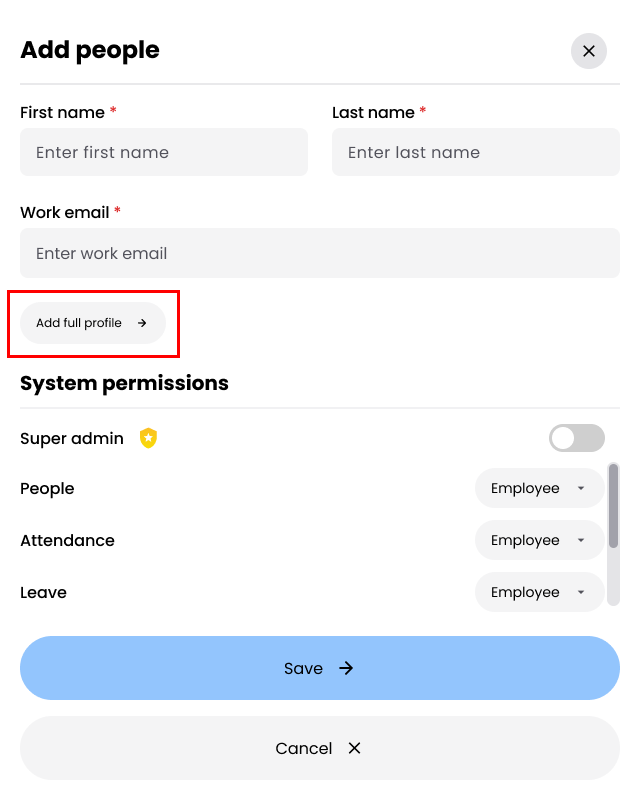 Add people
First name * Last name *
Enter first name Enter last name
Work email *
Enter work email
Add full profile →
System permissions
Super admin
People Employee
Attendance Employee
Leave Employee
Save →
Cancel